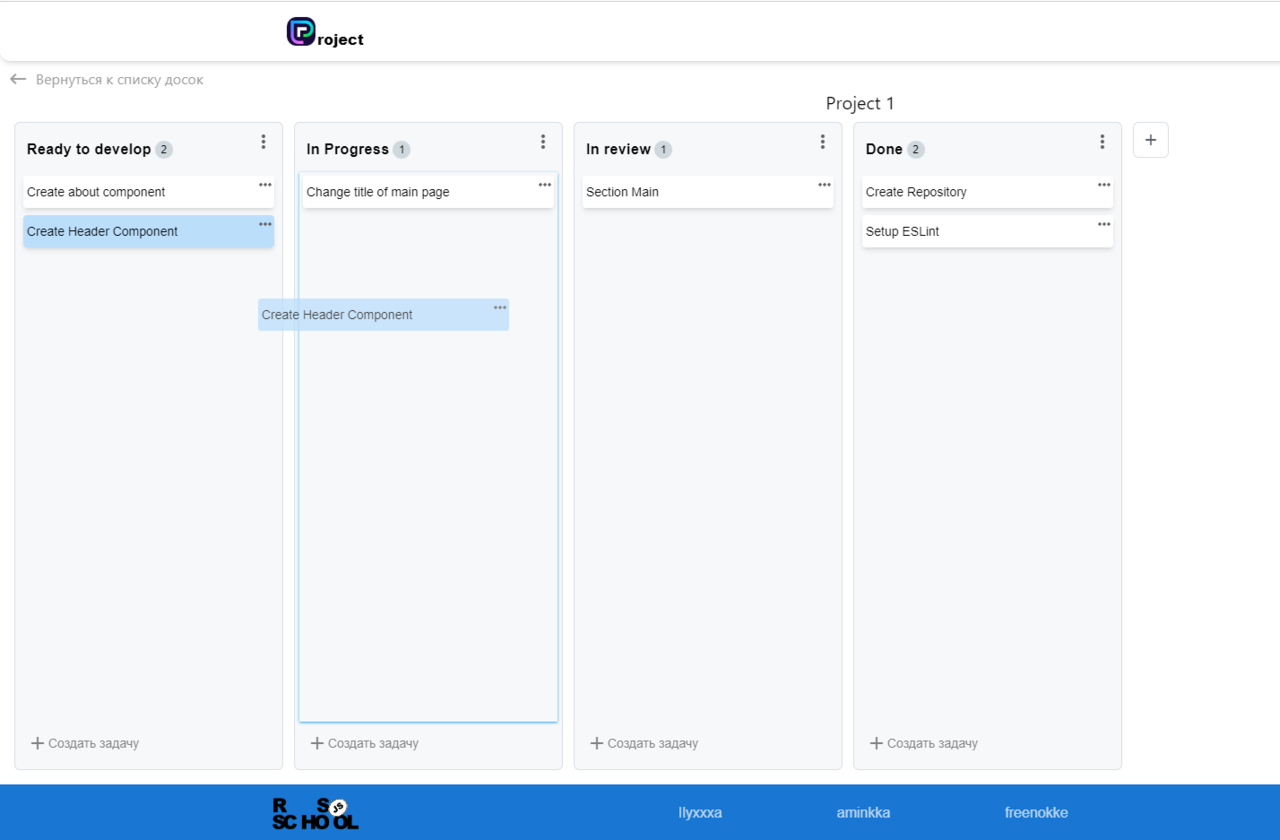 Project
Вернуться к списку досок
Project 1
Ready to develop 2
Create about component
Create Header Component
In Progress 1
Change title of main page
Create Header Component
In review 1
Section Main
Done 2
Create Repository
Setup ESLint
+
+ Создать задачу
+ Создать задачу
+ Создать задачу
+ Создать задачу
RS JS
SCHOOL
llyxxxa
aminkka
freenokke